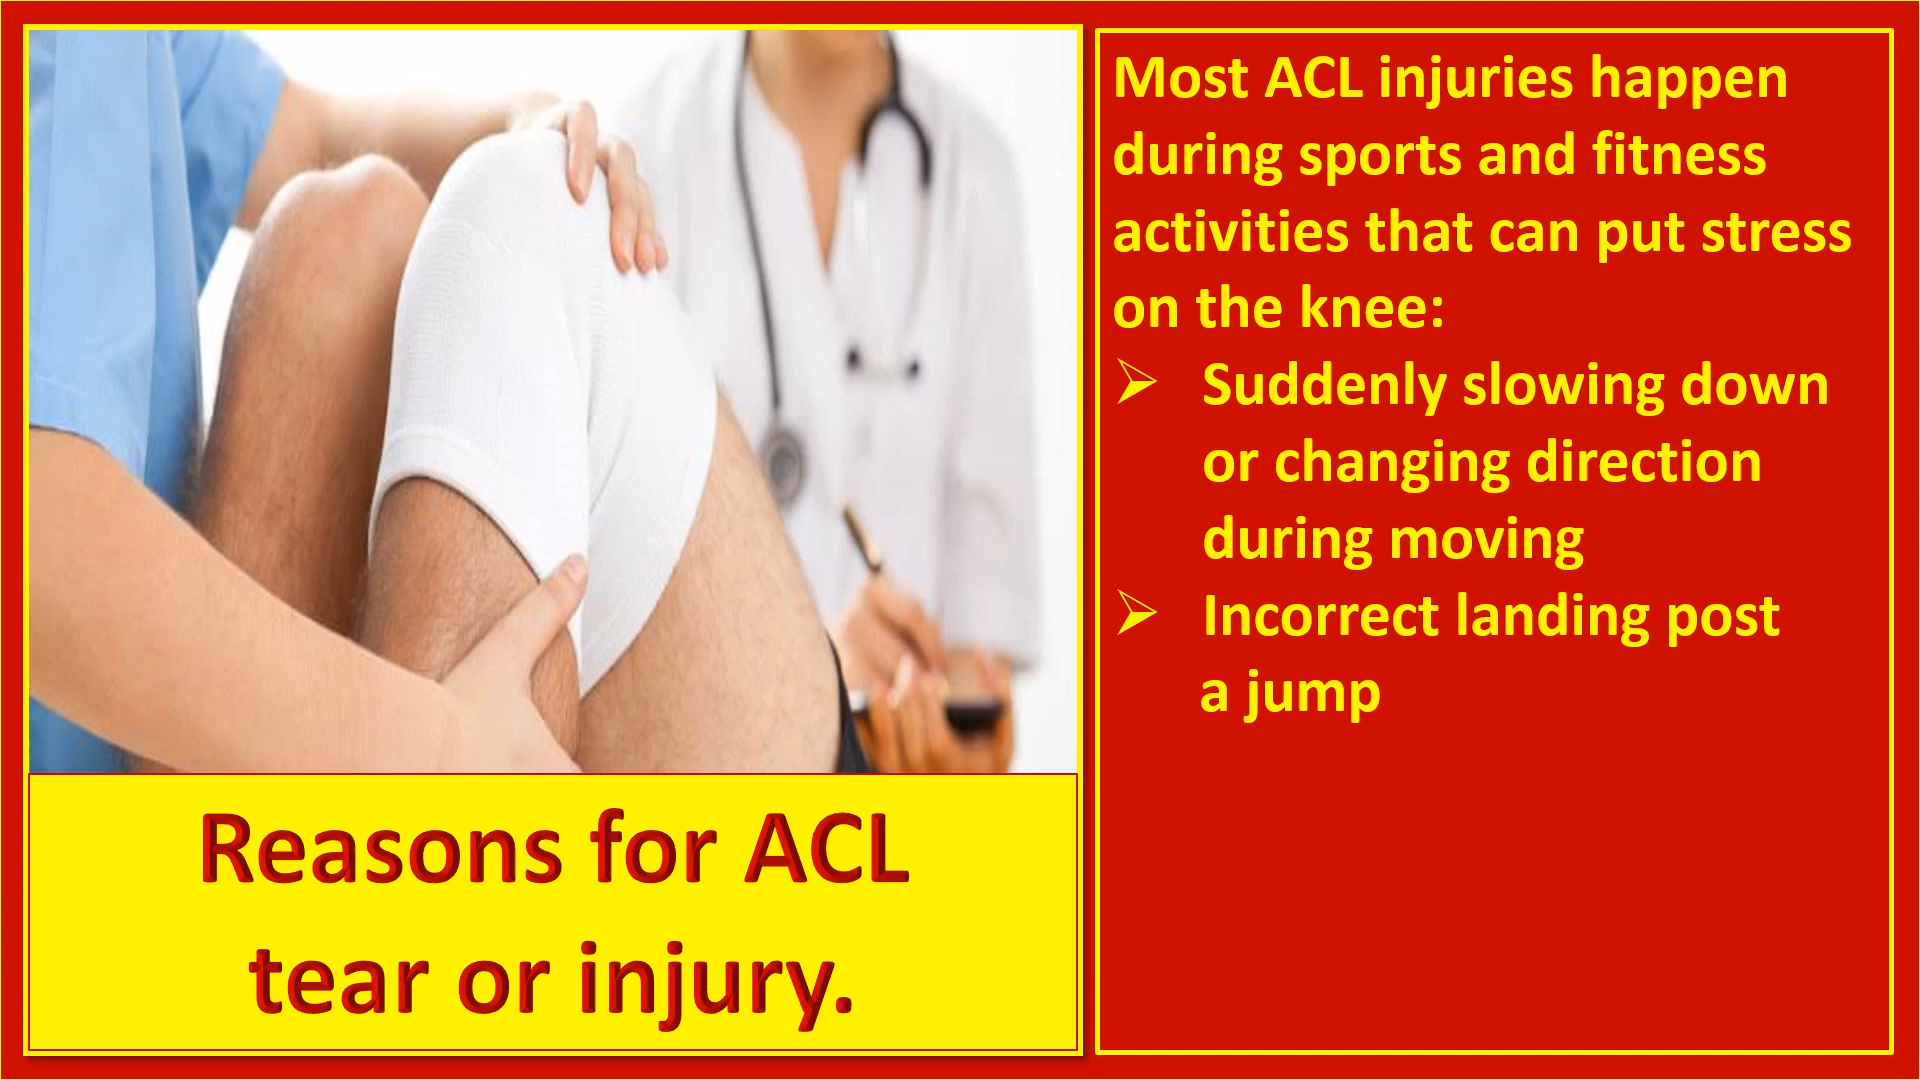 Most ACL injuries happen
during sports and fitness
activities that can put stress
on the knee:
➢ Suddenly slowing down
or changing direction
during moving
➢ Incorrect landing post
a jump
Reasons for ACL
tear or injury.